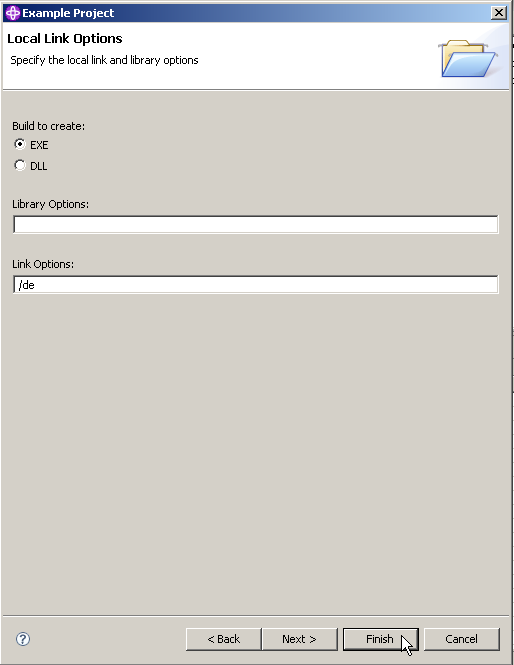 Example Project
Local Link Options
Specify the local link and library options
Build to create:
EXE
DLL
Library Options:
Link Options:
/de
?
< Back Next > Finish Cancel